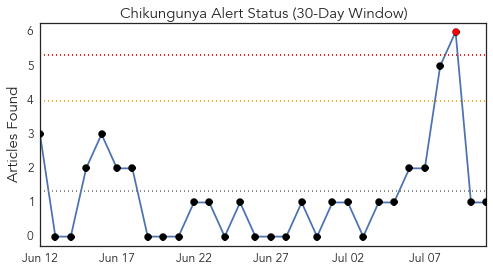 Chikungunya Alert Status (30-Day Window)
Articles Found
6
5
4
3
2
1
0
Jun 12
Jun 17
Jun 22
Jun 27
Jul 02
Jul 07